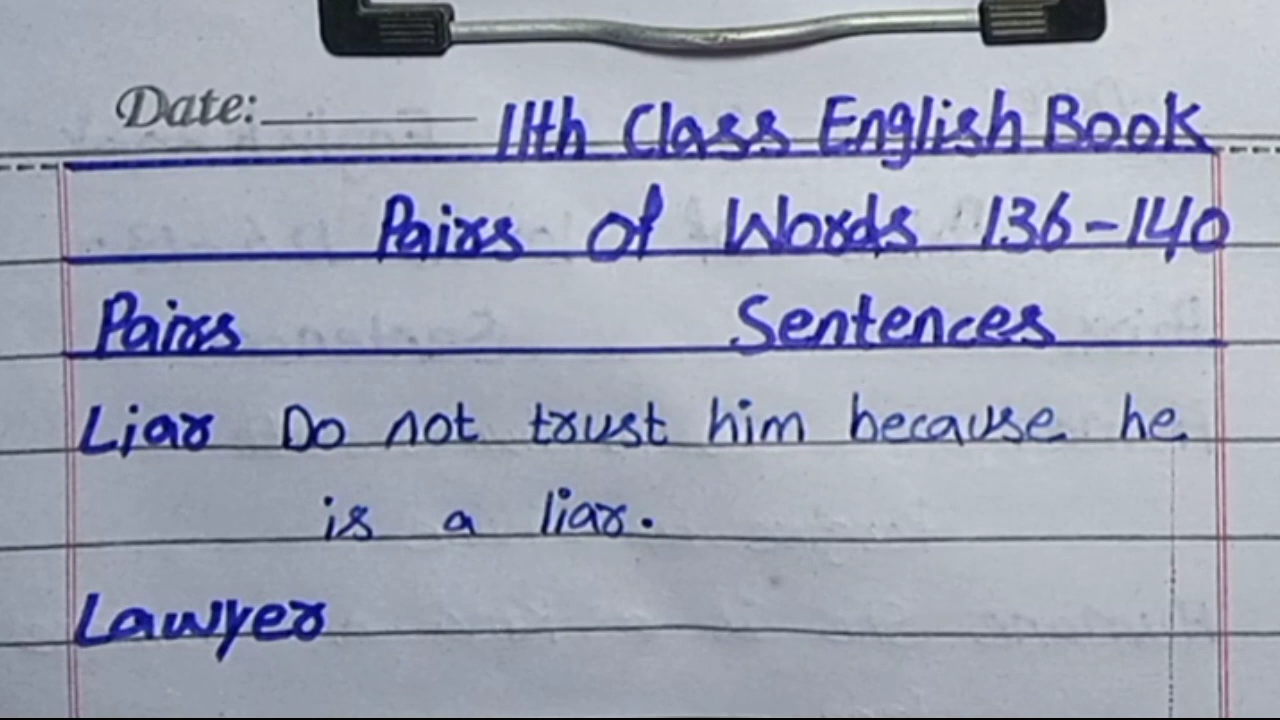 Date:
11th Class English Book
Pairs of Words 136-140
Pairs Sentences
Liar Do not trust him because he
is a liar.
Lawyer